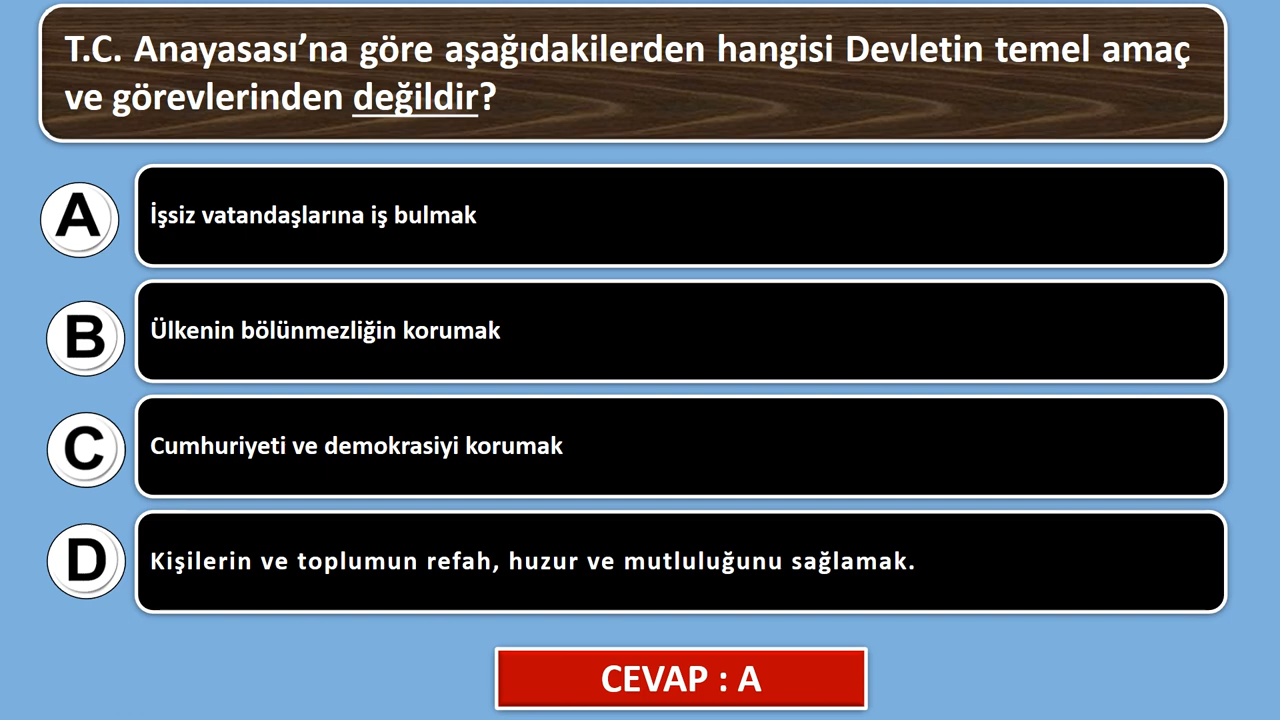 T.C. Anayasası’na göre aşağıdakilerden hangisi Devletin temel amaç
ve görevlerinden değildir?
A
İşsiz vatandaşlarına iş bulmak
B
Ülkenin bölünmezliğin korumak
C
Cumhuriyeti ve demokrasiyi korumak
D
Kişilerin ve toplumun refah, huzur ve mutluluğunu sağlamak.
CEVAP : A